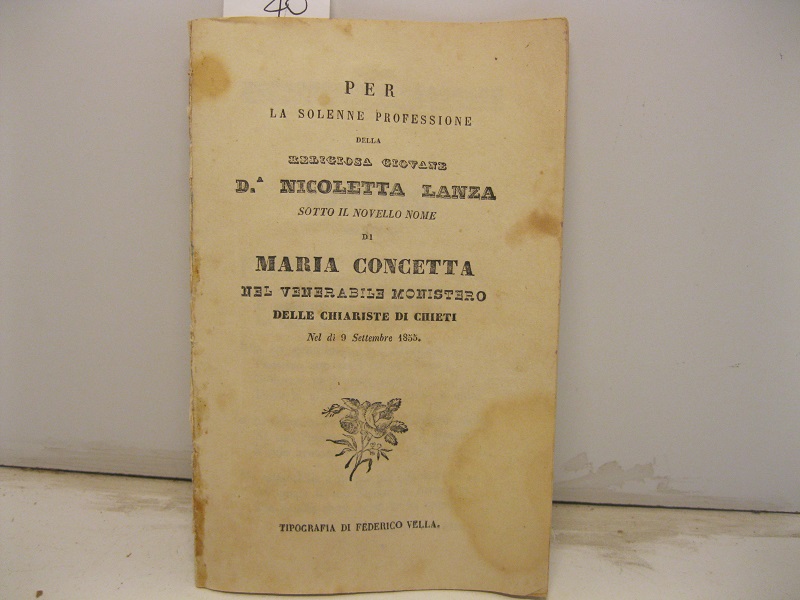 40
PER
LA SOLENNE PROFESSIONE
DELLA
RELIGIOSA GIOVANE
D.ᴬ NICOLETTA LANZA
SOTTO IL NOVELLO NOME
DI
MARIA CONCETTA
NEL VENERABILE MONISTERO
DELLE CHIARISTE DI CHIETI
Nel dì 9 Settembre 1855.
TIPOGRAFIA DI FEDERICO VELLA.